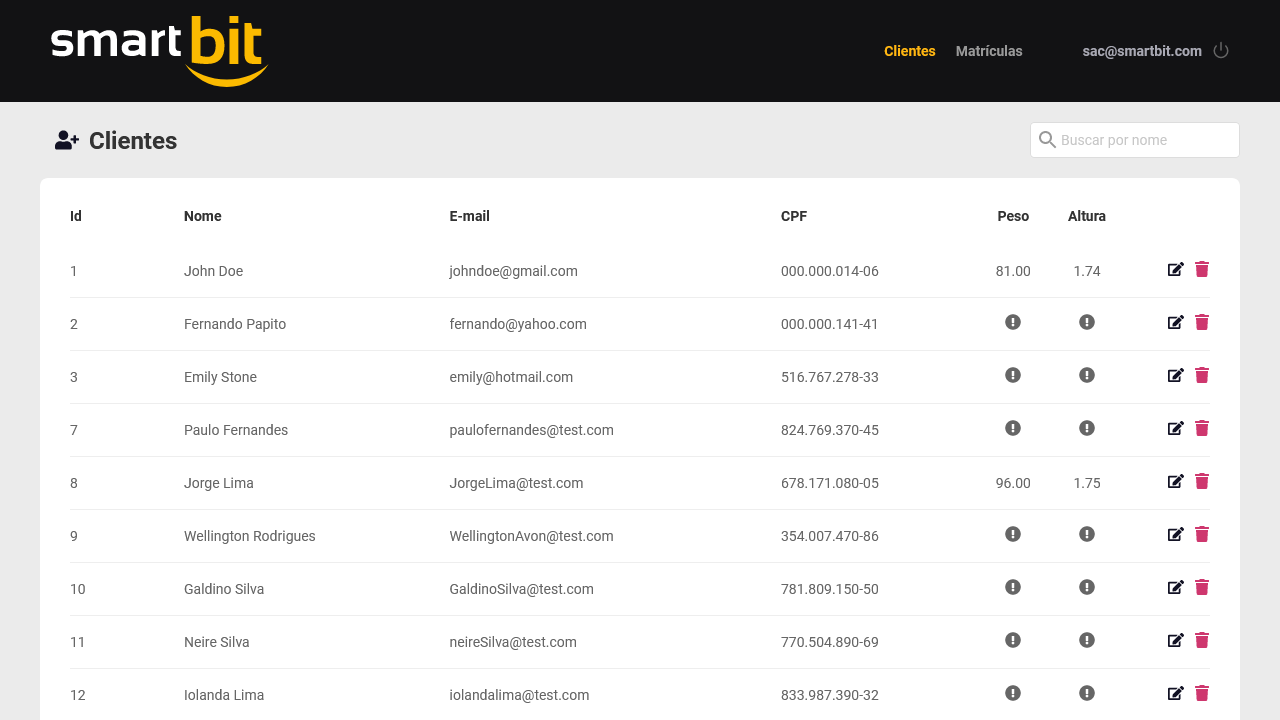 smartbit
Clientes Matrículas sac@smartbit.com
Clientes
Buscar por nome
Id Nome E-mail CPF Peso Altura
1 John Doe johndoe@gmail.com 000.000.014-06 81.00 1.74
2 Fernando Papito fernando@yahoo.com 000.000.141-41
3 Emily Stone emily@hotmail.com 516.767.278-33
7 Paulo Fernandes paulofernandes@test.com 824.769.370-45
8 Jorge Lima JorgeLima@test.com 678.171.080-05 96.00 1.75
9 Wellington Rodrigues WellingtonAvon@test.com 354.007.470-86
10 Galdino Silva GaldinoSilva@test.com 781.809.150-50
11 Neire Silva neireSilva@test.com 770.504.890-69
12 Iolanda Lima iolandalima@test.com 833.987.390-32